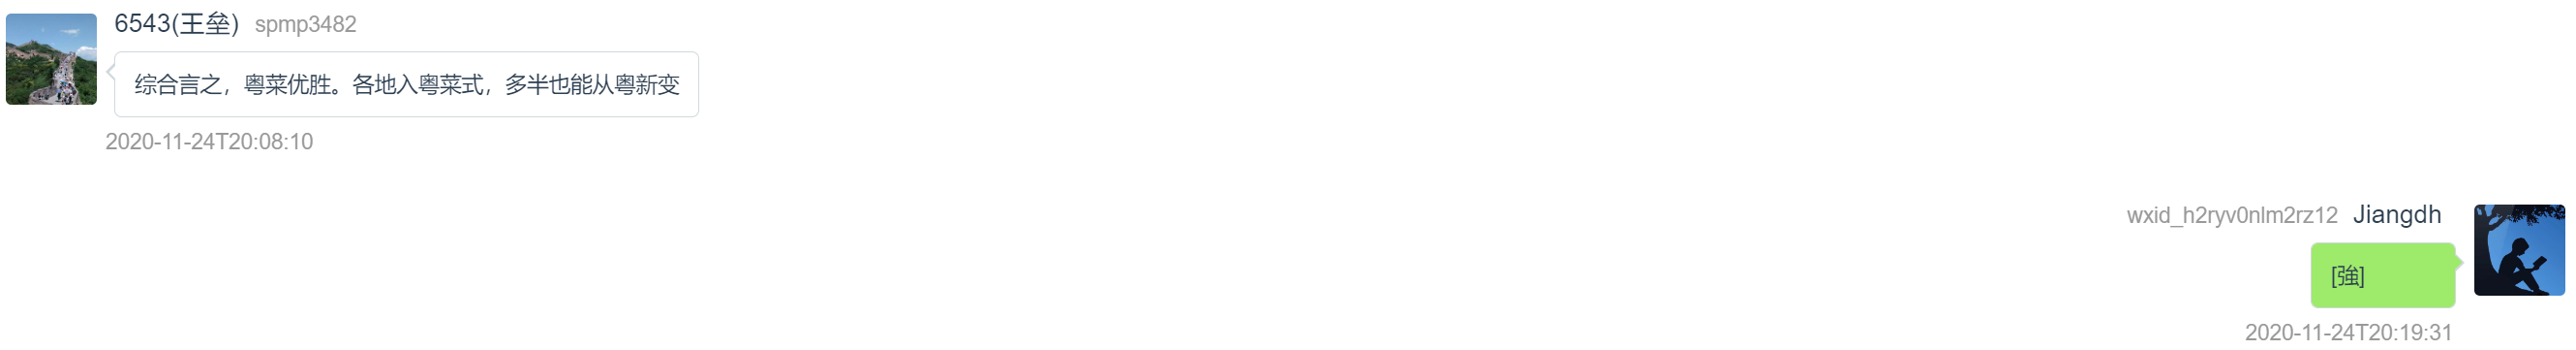 6543(王垒) spmp3482
综合言之，粤菜优胜。各地入粤菜式，多半也能从粤新变
2020-11-24T20:08:10
wxid_h2ryv0nlm2rz12 Jiangdh
[強]
2020-11-24T20:19:31